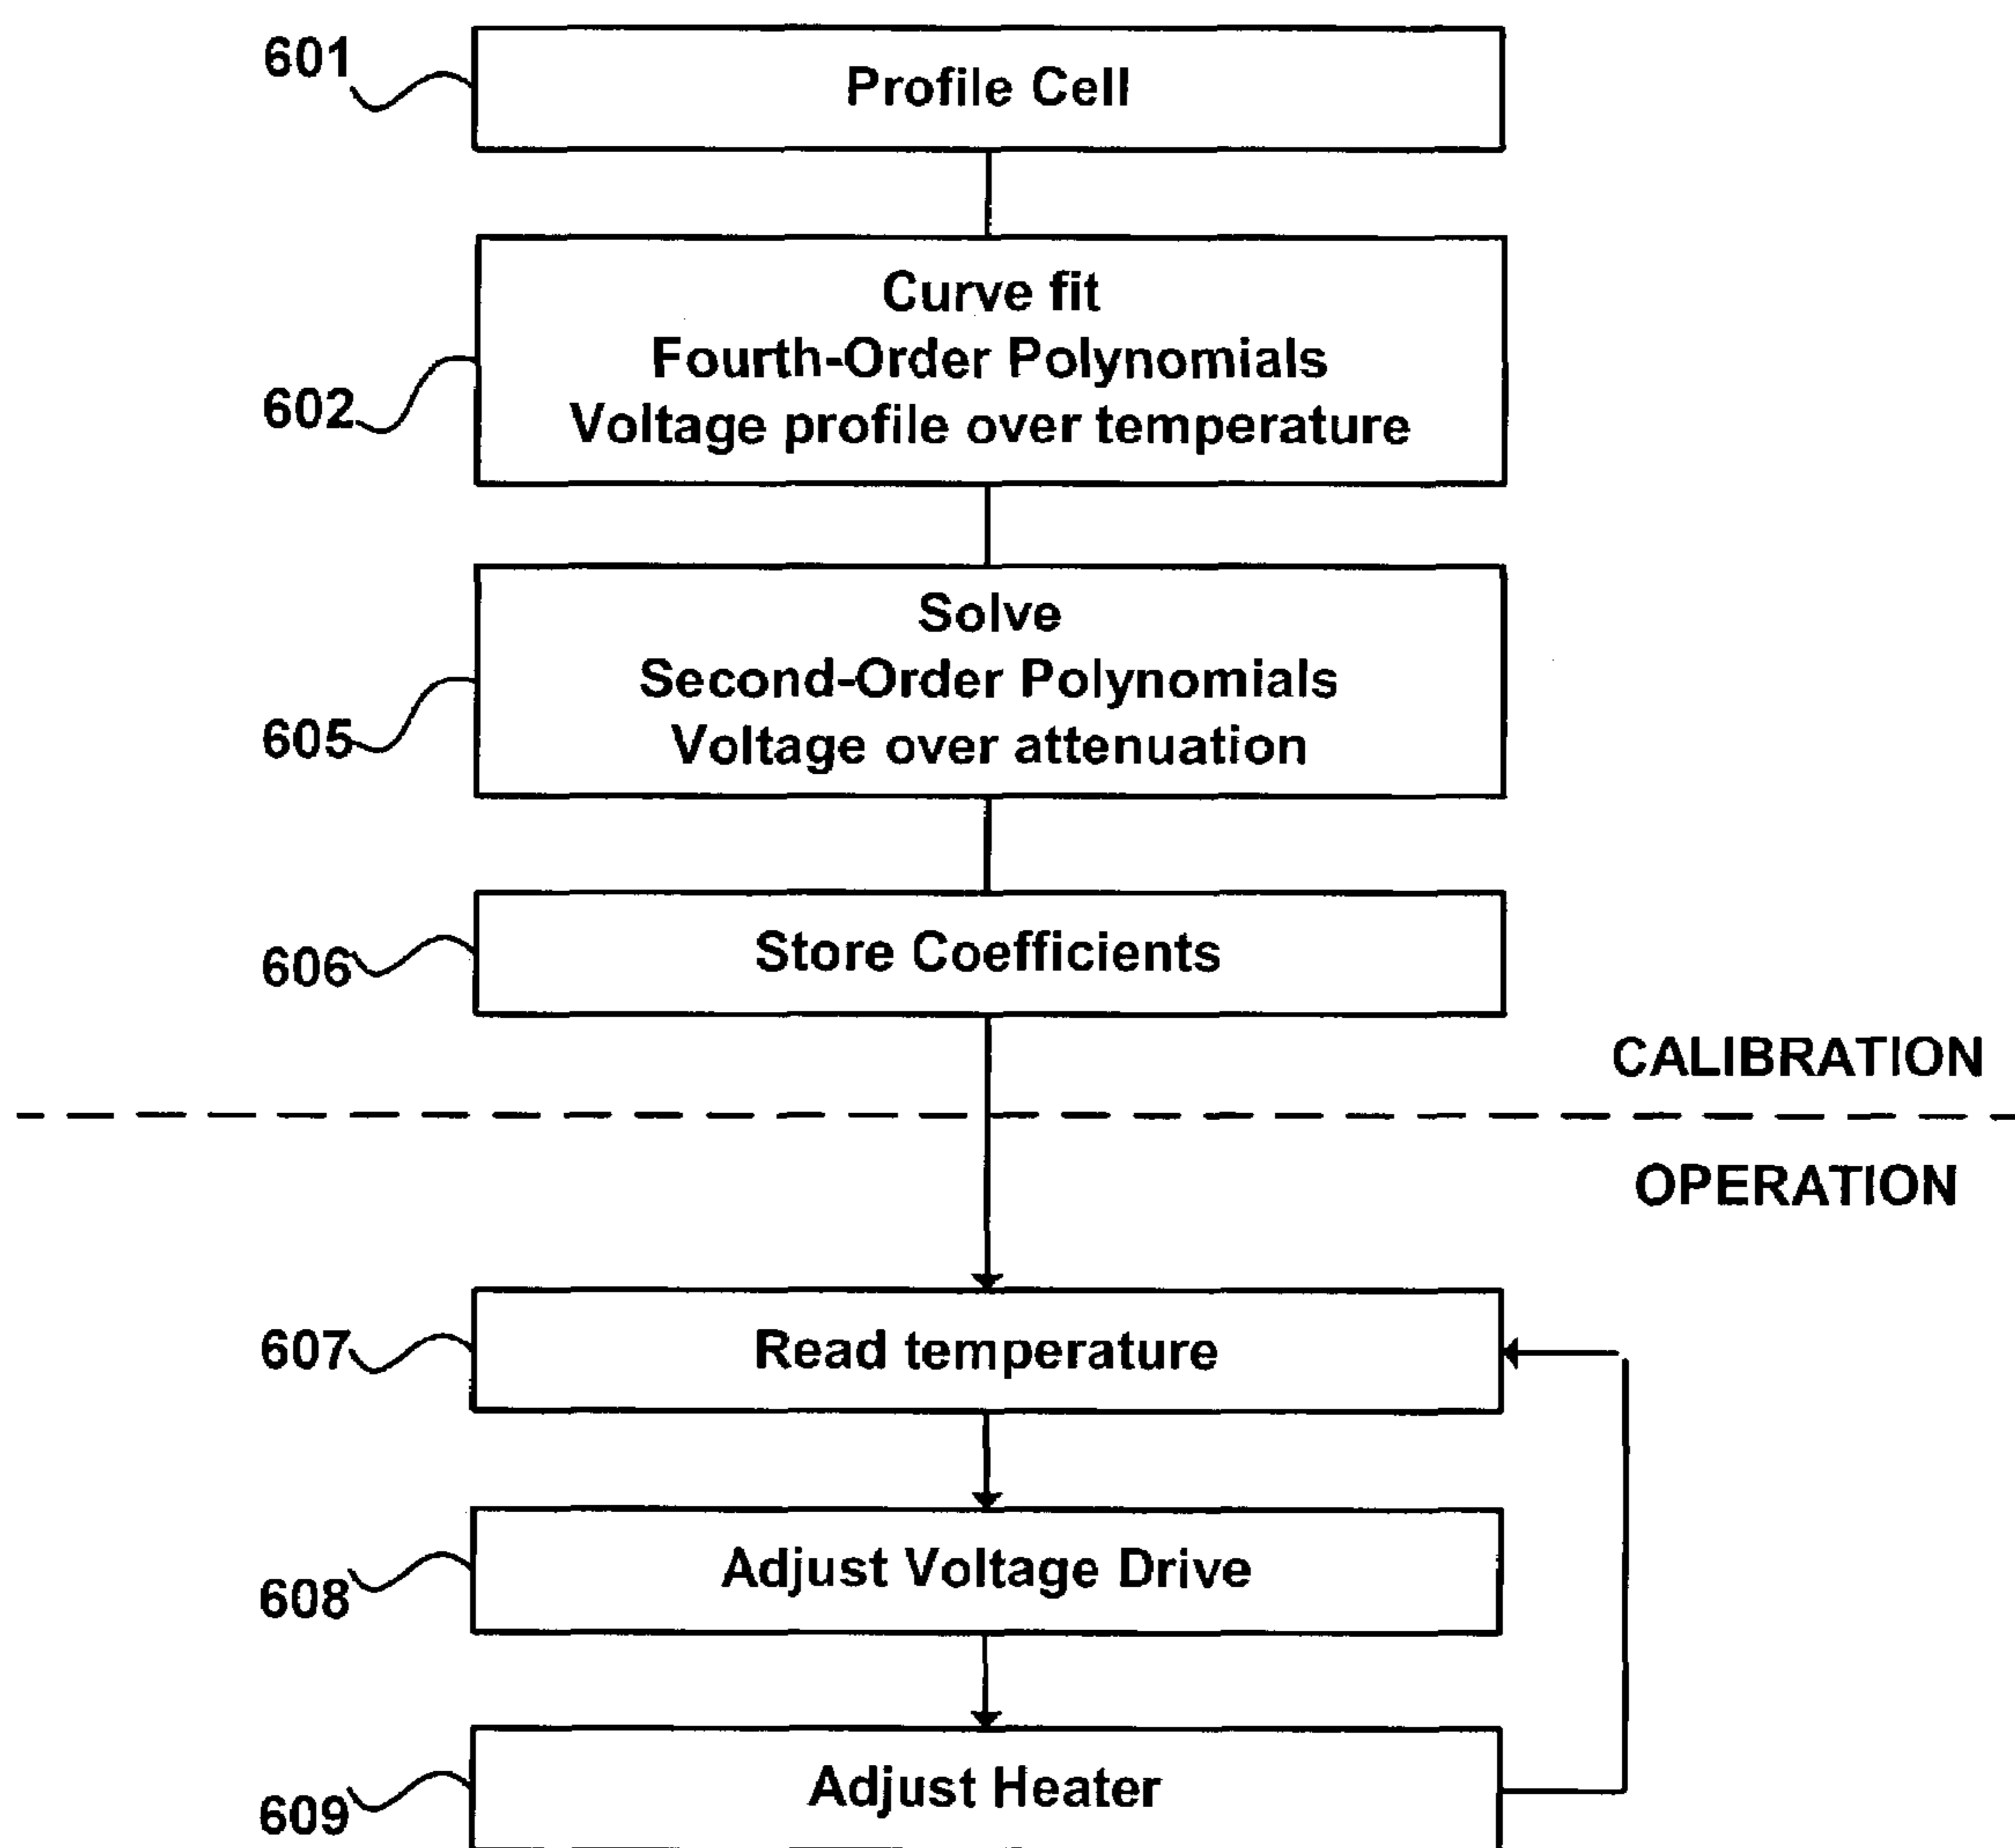 601
Profile Cell
602
Curve fit
Fourth-Order Polynomials
Voltage profile over temperature
605
Solve
Second-Order Polynomials
Voltage over attenuation
606
Store Coefficients
CALIBRATION
OPERATION
607
Read temperature
608
Adjust Voltage Drive
609
Adjust Heater